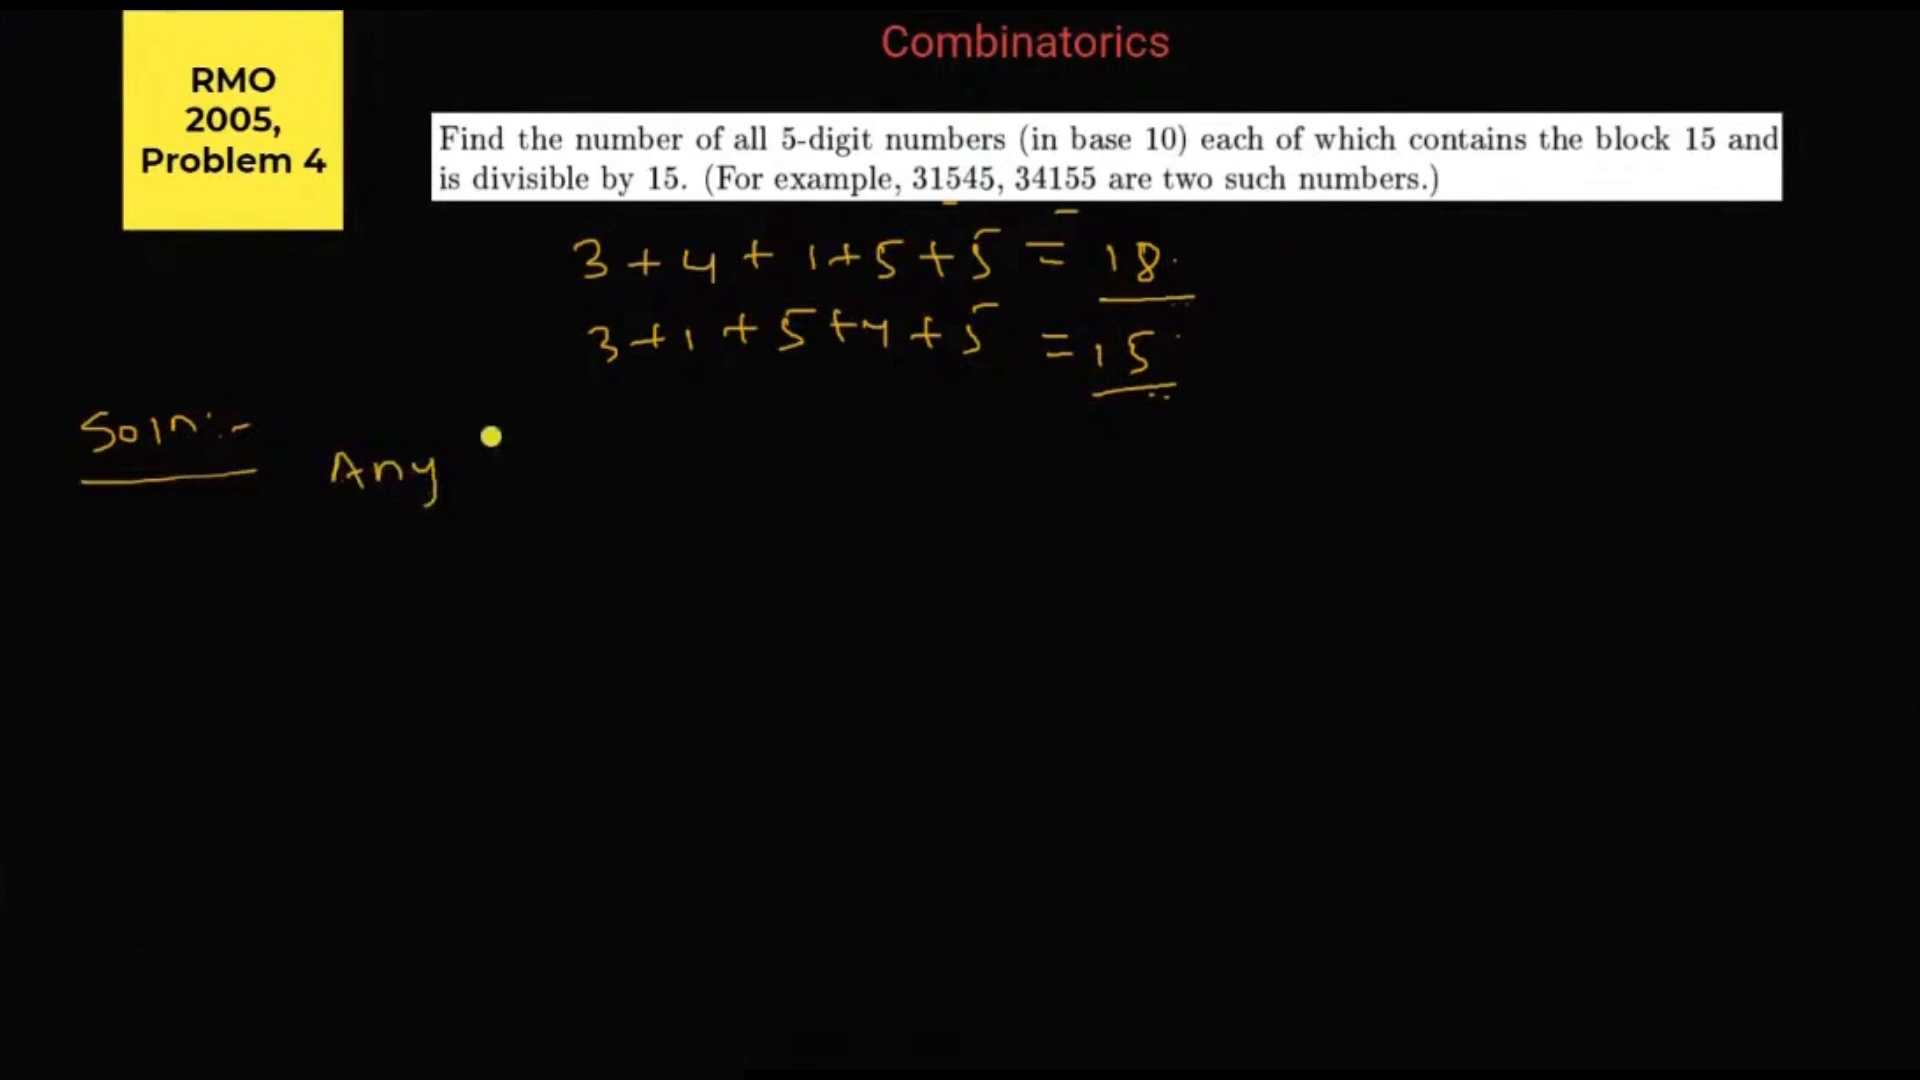 Combinatorics
RMO
2005,
Problem 4
Find the number of all 5-digit numbers (in base 10) each of which contains the block 15 and
is divisible by 15. (For example, 31545, 34155 are two such numbers.)
3 + 4 + 1 + 5 + 5 = 18
3 + 1 + 5 + 4 + 5 = 15
Soln:-
Any